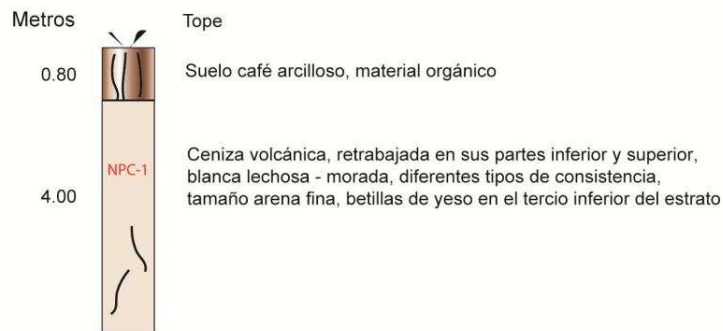 Metros
Tope
0.80
Suelo café arcilloso, material orgánico
NPC-1
4.00
Ceniza volcánica, retrabajada en sus partes inferior y superior,
blanca lechosa - morada, diferentes tipos de consistencia,
tamaño arena fina, betillas de yeso en el tercio inferior del estrato